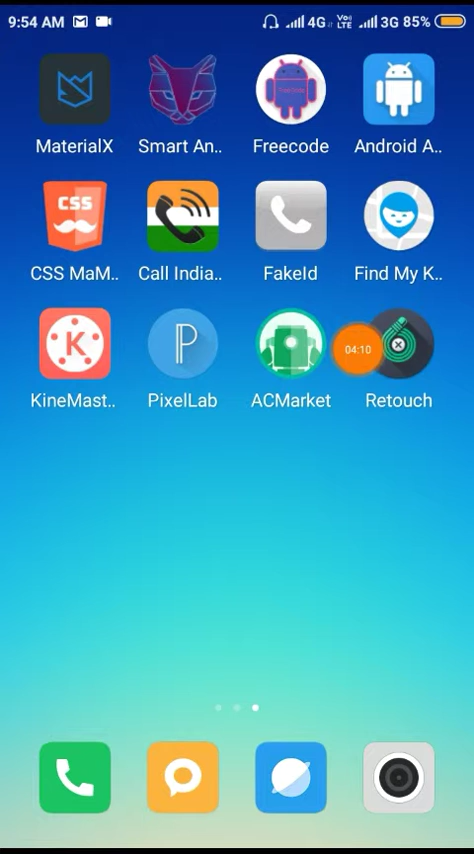 9:54 AM 4G Vo) LTE 3G 85%
MaterialX Smart An.. Freecode Android A..
CSS
CSS MaM.. Call India.. FakeId Find My K..
K P 04:10
KineMast.. PixelLab ACMarket Retouch